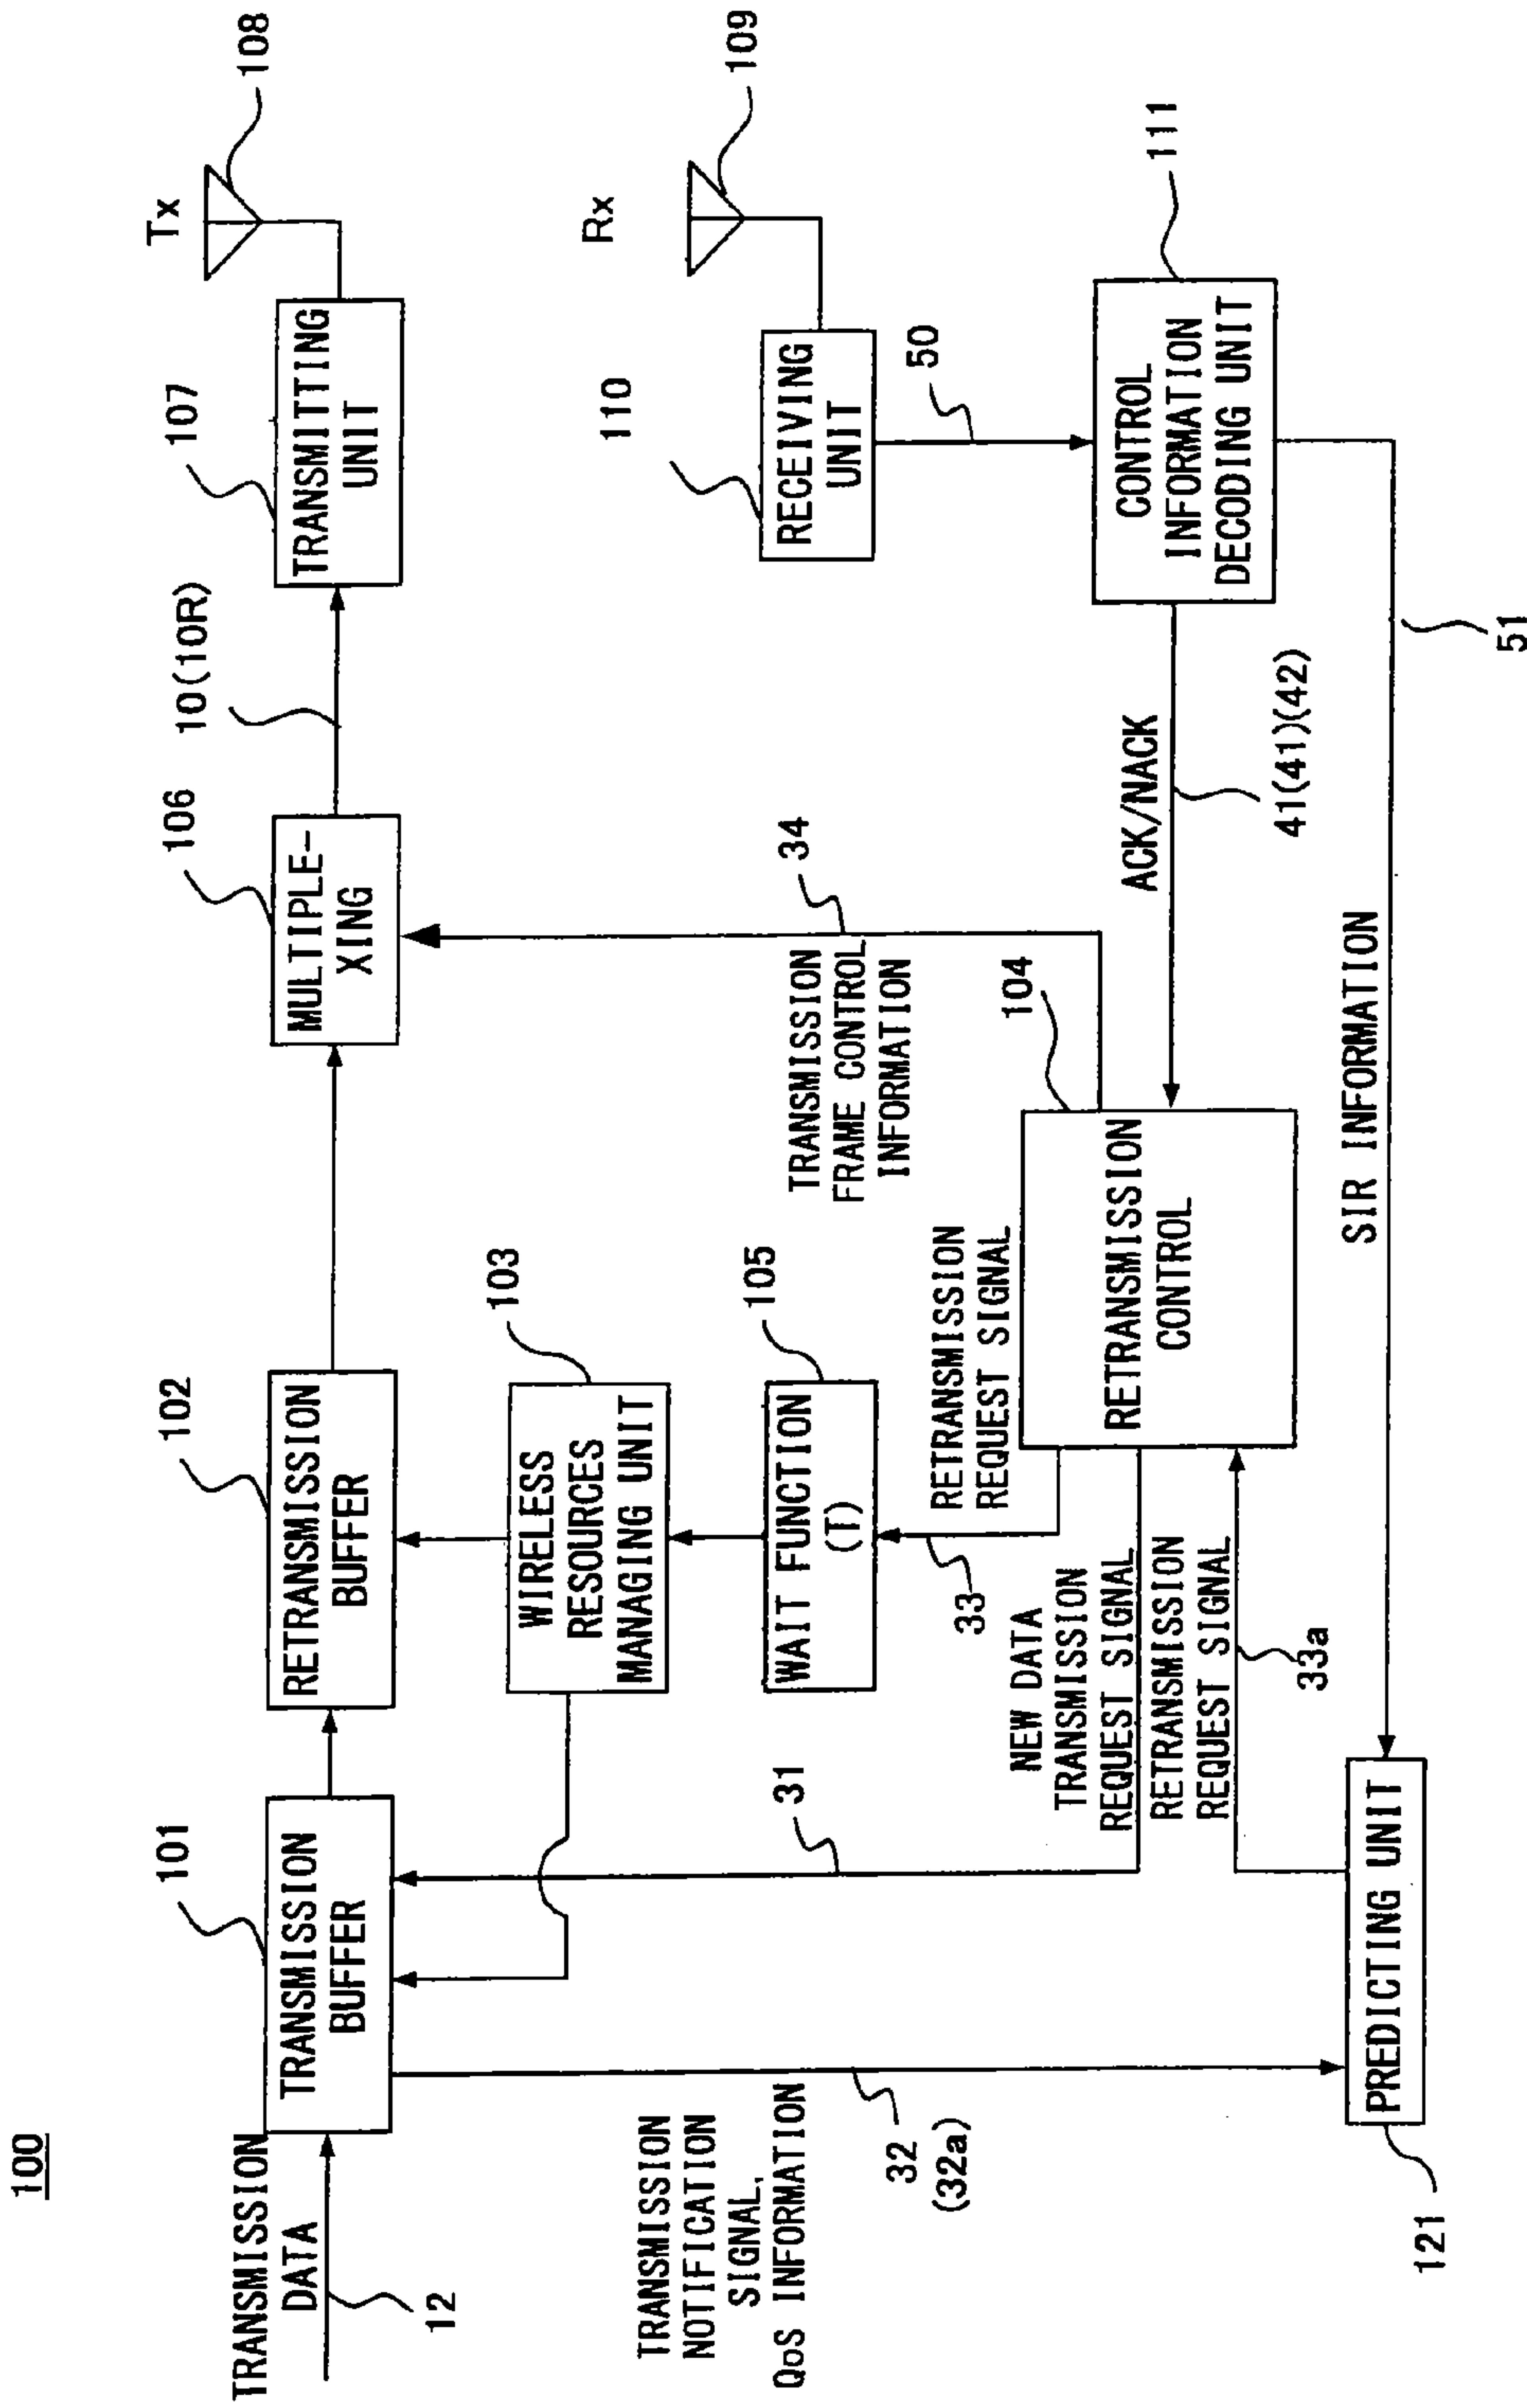 100
TRANSMISSION
DATA
12
101
TRANSMISSION
BUFFER
102
RETRANSMISSION
BUFFER
106
MULTIPLE-
XING
10(10R)
107
TRANSMITTING
UNIT
Tx
108
103
WIRELESS
RESOURCES
MANAGING UNIT
105
WAIT FUNCTION
(T)
31
33
RETRANSMISSION
REQUEST SIGNAL
TRANSMISSION
FRAME CONTROL
INFORMATION
34
104
RETRANSMISSION
CONTROL
Rx
109
110
RECEIVING
UNIT
50
111
CONTROL
INFORMATION
DECODING UNIT
ACK/NACK
41(41)(42)
51
SIR INFORMATION
TRANSMISSION
NOTIFICATION
SIGNAL,
QoS INFORMATION
32
(32a)
NEW DATA
TRANSMISSION
REQUEST SIGNAL
RETRANSMISSION
REQUEST SIGNAL
33a
PREDICTING UNIT
121